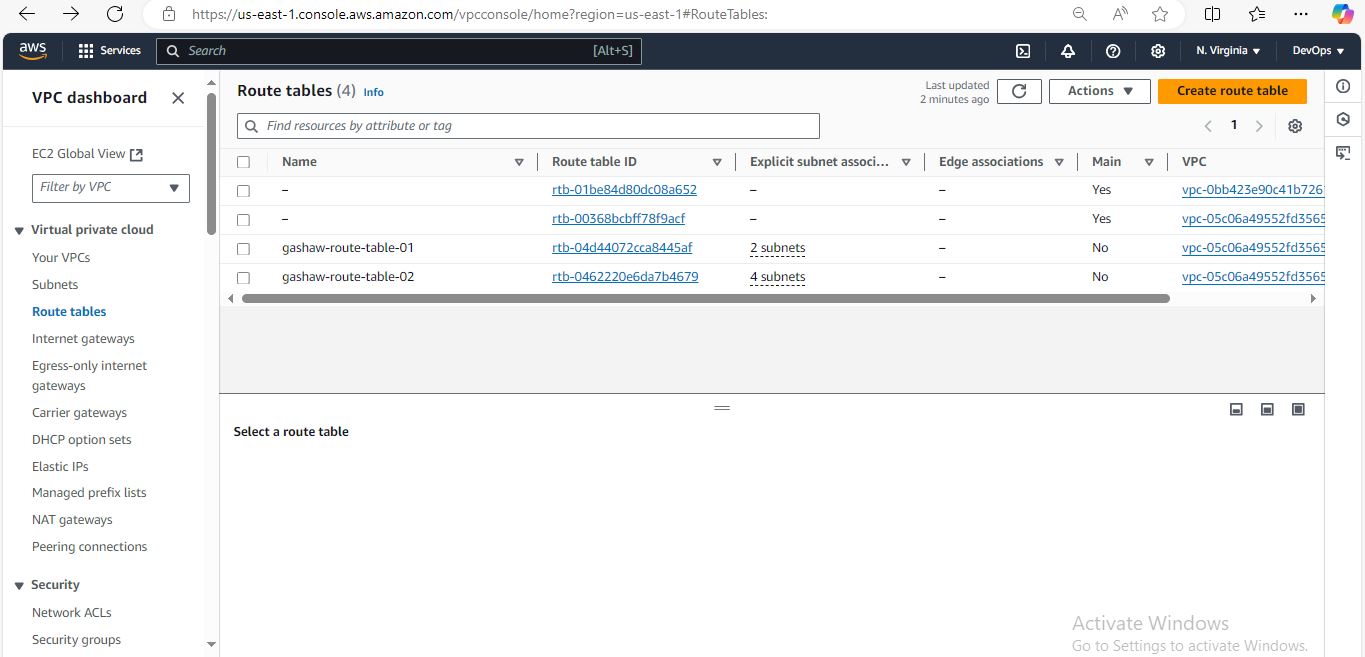 https://us-east-1.console.aws.amazon.com/vpcconsole/home?region=us-east-1#RouteTables:
aws Services Search [Alt+S] N. Virginia DevOps
VPC dashboard
EC2 Global View
Filter by VPC
Virtual private cloud
Your VPCs
Subnets
Route tables
Internet gateways
Egress-only internet
gateways
Carrier gateways
DHCP option sets
Elastic IPs
Managed prefix lists
NAT gateways
Peering connections
Security
Network ACLs
Security groups
Route tables (4) Info
Last updated
2 minutes ago
Actions
Create route table
Find resources by attribute or tag
1
Name Route table ID Explicit subnet associ... Edge associations Main VPC
– rtb-01be84d80dc08a652 – – Yes vpc-0bb423e90c41b726
– rtb-00368bcbff78f9acf – – Yes vpc-05c06a49552fd3565
gashaw-route-table-01 rtb-04d44072cca8445af 2 subnets – No vpc-05c06a49552fd3565
gashaw-route-table-02 rtb-0462220e6da7b4679 4 subnets – No vpc-05c06a49552fd3565
Select a route table
Activate Windows
Go to Settings to activate Windows.